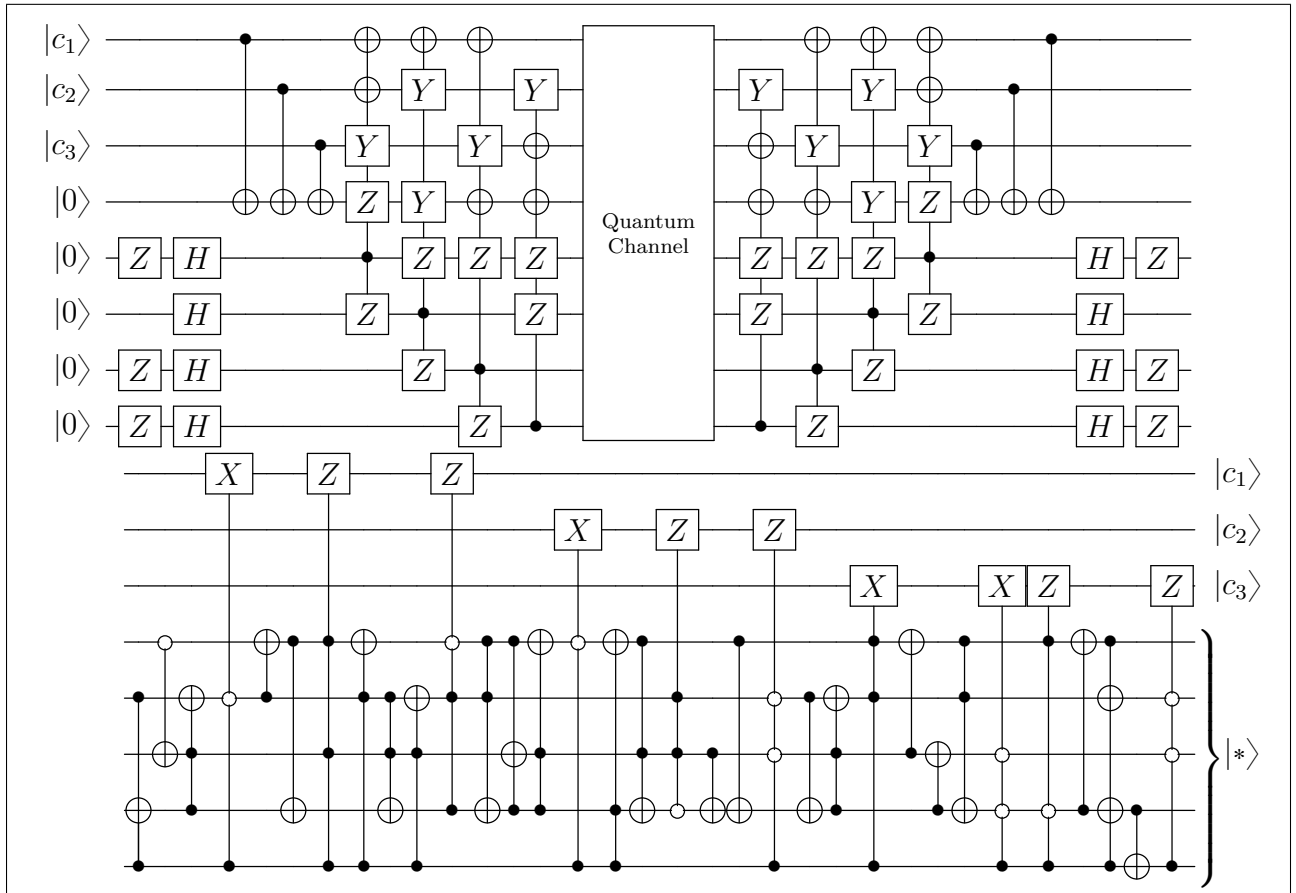 |c₁⟩
|c₂⟩ Y Y Y Y
|c₃⟩ Y Y Y Y
|0⟩ Z Y Y Z
Quantum
Channel
|0⟩ Z H Z Z Z Z Z Z H Z
|0⟩ H Z Z Z Z H
|0⟩ Z H Z Z H Z
|0⟩ Z H Z Z H Z
X Z Z |c₁⟩
X Z Z |c₂⟩
X X Z Z |c₃⟩
|*⟩